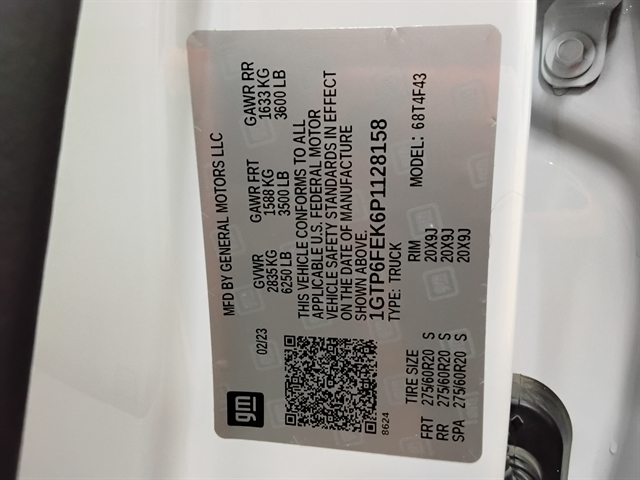 gm
MFD BY GENERAL MOTORS LLC
02/23
GVWR
2835KG
6250 LB
GAWR FRT
1588 KG
3500 LB
GAWR RR
1633 KG
3600 LB
THIS VEHICLE CONFORMS TO ALL
APPLICABLE U.S. FEDERAL MOTOR
VEHICLE SAFETY STANDARDS IN EFFECT
ON THE DATE OF MANUFACTURE
SHOWN ABOVE.
1GTP6FEK6P1128158
TYPE: TRUCK MODEL: 68T4F43
8624
TIRE SIZE RIM
FRT 275/60R20 S 20X9J
RR 275/60R20 S 20X9J
SPA 275/60R20 S 20X9J